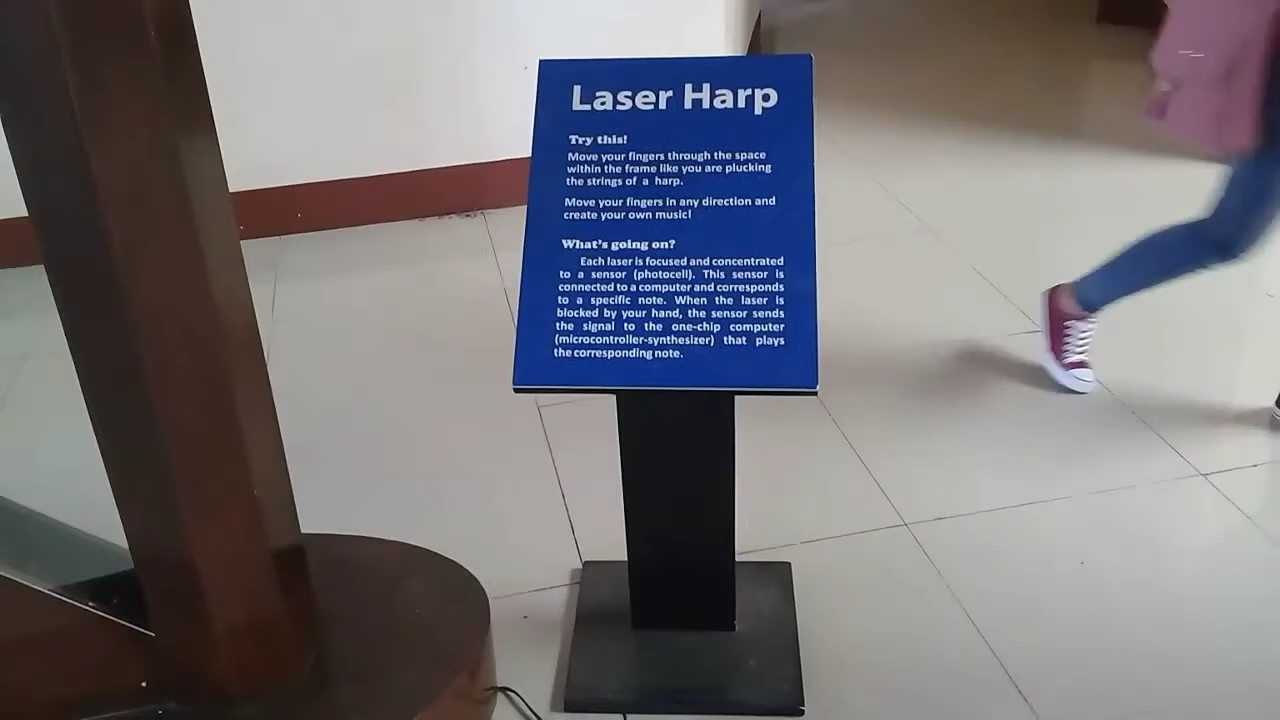 Laser Harp
Try this!
Move your fingers through the space
within the frame like you are plucking
the strings of a harp.
Move your fingers in any direction and
create your own music!
What's going on?
Each laser is focused and concentrated
to a sensor (photocell). This sensor is
connected to a computer and corresponds
to a specific note. When the laser is
blocked by your hand, the sensor sends
the signal to the one-chip computer
(microcontroller-synthesizer) that plays
the corresponding note.